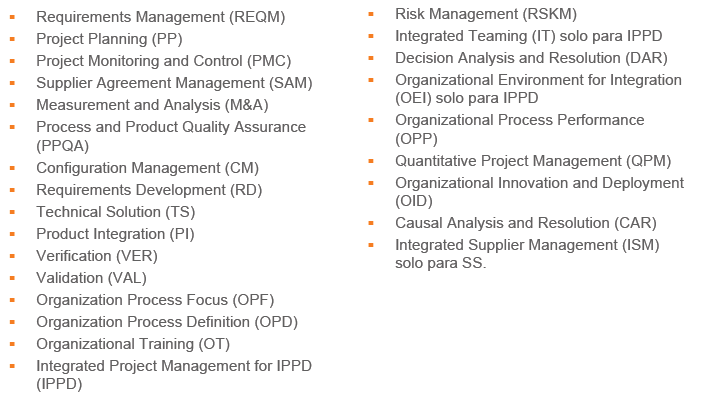 Requirements Management (REQM)
Project Planning (PP)
Project Monitoring and Control (PMC)
Supplier Agreement Management (SAM)
Measurement and Analysis (M&A)
Process and Product Quality Assurance
(PPQA)
Configuration Management (CM)
Requirements Development (RD)
Technical Solution (TS)
Product Integration (PI)
Verification (VER)
Validation (VAL)
Organization Process Focus (OPF)
Organization Process Definition (OPD)
Organizational Training (OT)
Integrated Project Management for IPPD
(IPPD)
Risk Management (RSKM)
Integrated Teaming (IT) solo para IPPD
Decision Analysis and Resolution (DAR)
Organizational Environment for Integration
(OEI) solo para IPPD
Organizational Process Performance
(OPP)
Quantitative Project Management (QPM)
Organizational Innovation and Deployment
(OID)
Causal Analysis and Resolution (CAR)
Integrated Supplier Management (ISM)
solo para SS.